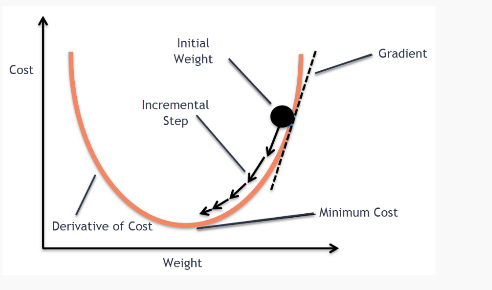 Initial
Weight
Gradient
Cost
Incremental
Step
Minimum Cost
Derivative of Cost
Weight